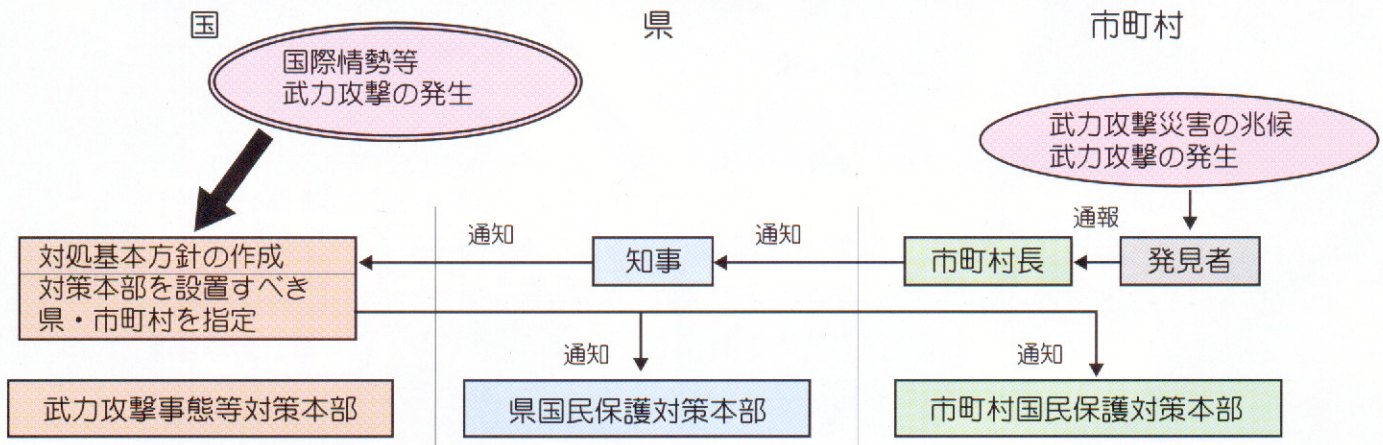 国
県
市町村
国際情勢等
武力攻撃の発生
武力攻撃災害の兆候
武力攻撃の発生
通知
通知
通報
対処基本方針の作成
対策本部を設置すべき
県・市町村を指定
知事
市町村長
発見者
通知
通知
武力攻撃事態等対策本部
県国民保護対策本部
市町村国民保護対策本部